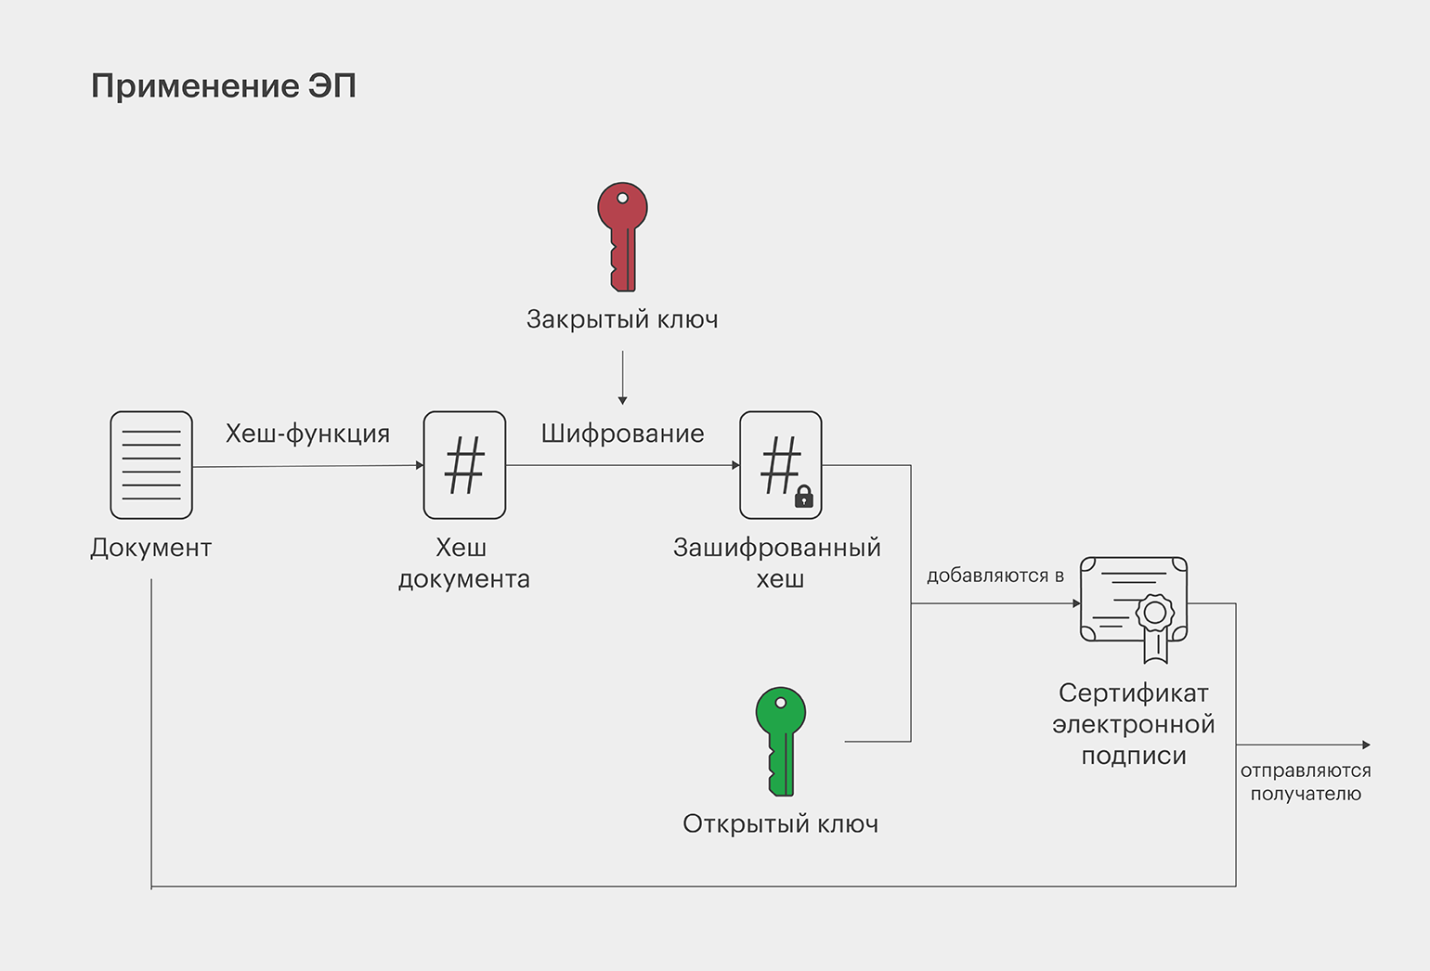 Применение ЭП
Закрытый ключ
Хеш-функция
Шифрование
Документ
Хеш
документа
Зашифрованный
хеш
добавляются в
Сертификат
электронной
подписи
отправляются
получателю
Открытый ключ